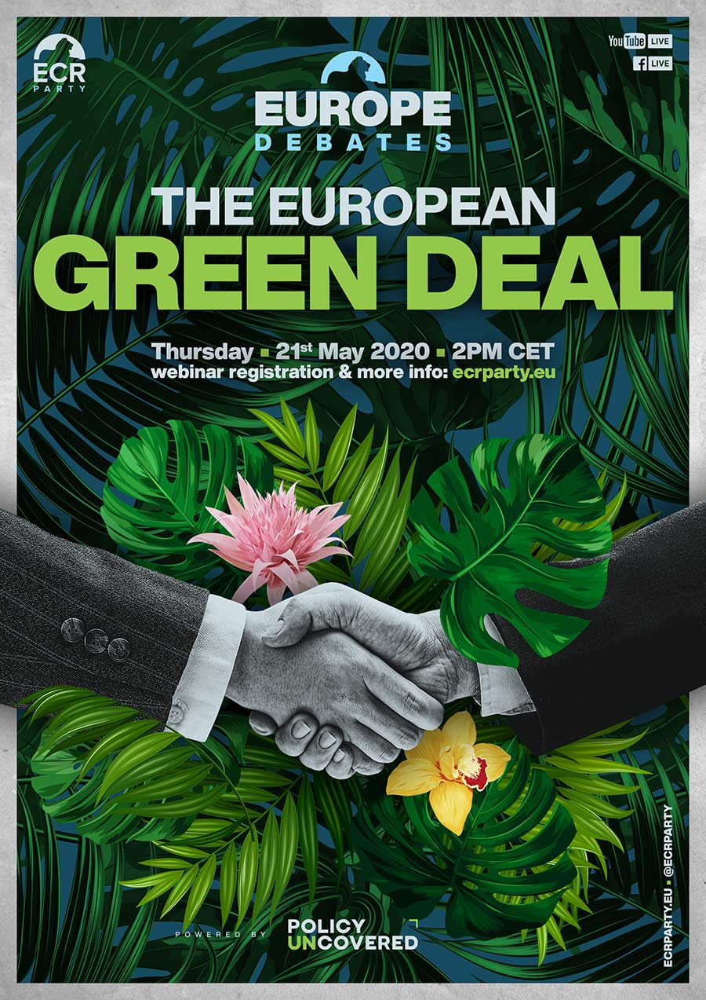 ECR
PARTY
YouTube LIVE
f LIVE
EUROPE
DEBATES
THE EUROPEAN
GREEN DEAL
Thursday ▪ 21st May 2020 ▪ 2PM CET
webinar registration & more info: ecrparty.eu
POWERED BY
POLICY
UNCOVERED
ECRPARTY.EU ▪ @ECRPARTY